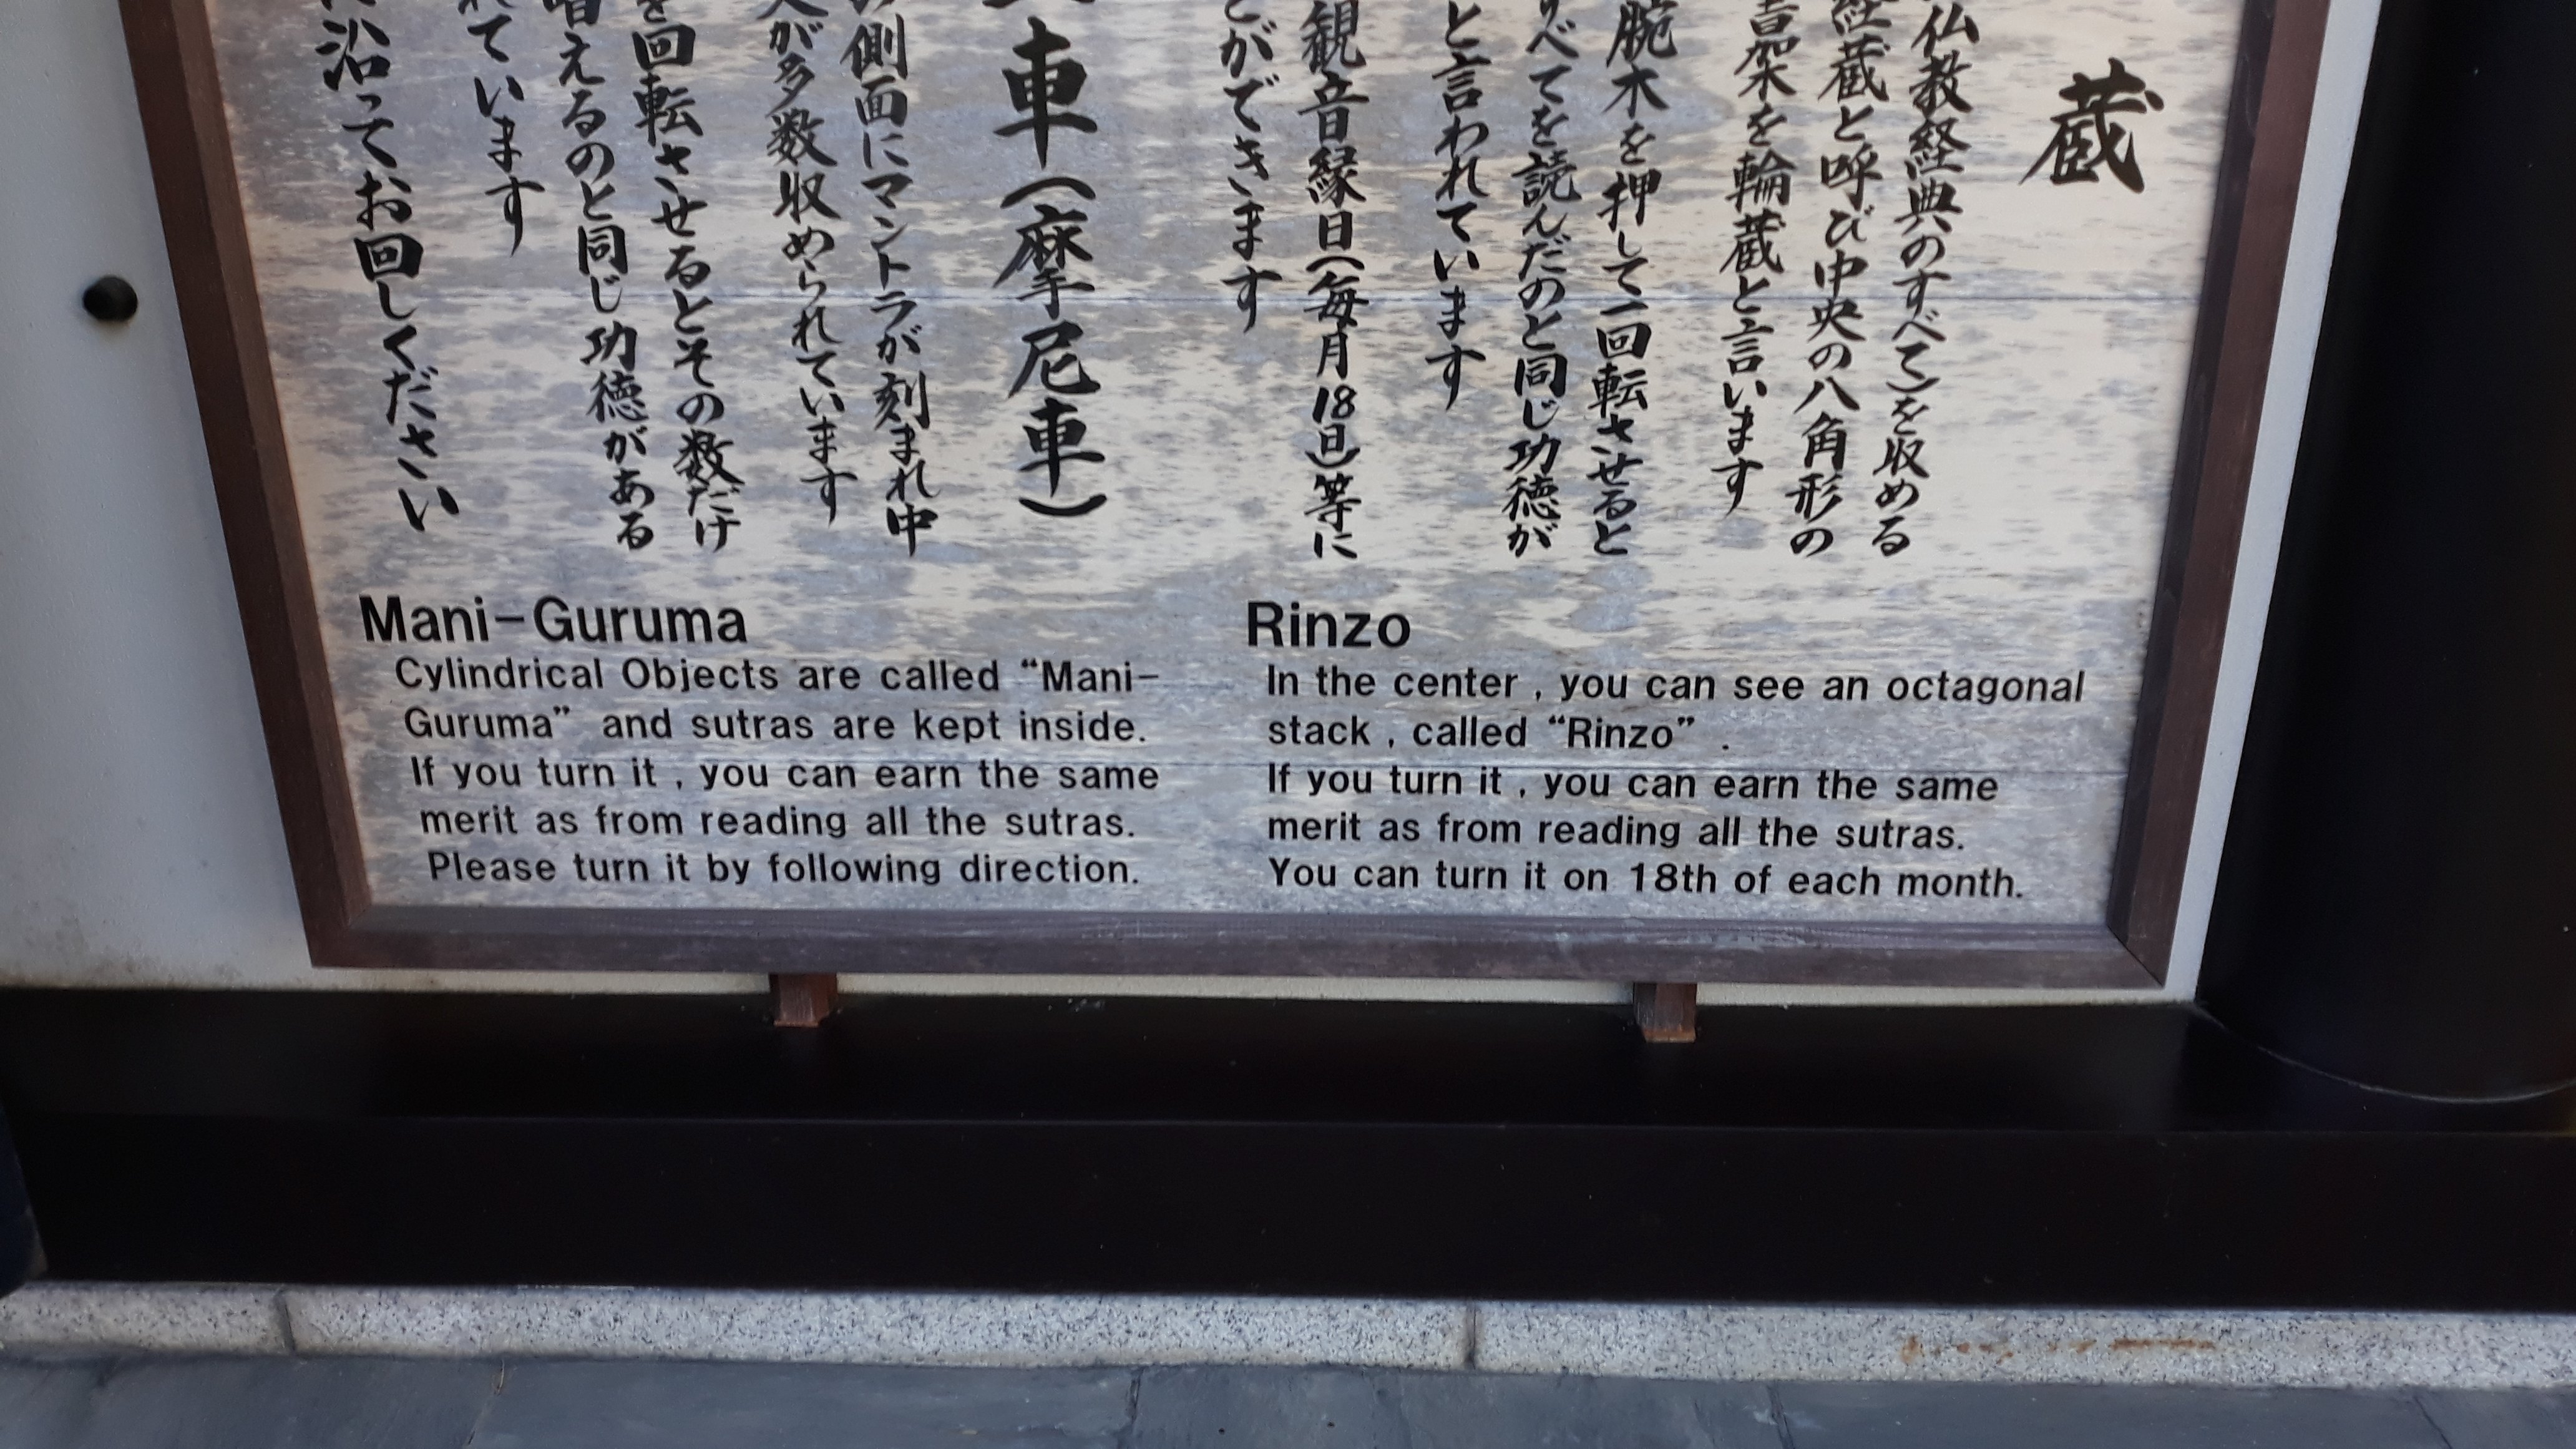 蔵
仏教経典のすべて)を収める
経蔵と呼び中央の八角形の
書架を輪蔵と言います
腕木を押して一回転させると
すべてを読んだのと同じ功徳が
と言われています
観音縁日(毎月18日)等に
とができます
車(摩尼車)
側面にマントラが刻まれ中
が多数収められています
を回転させるとその数だけ
唱えるのと同じ功徳がある
れています
に沿ってお回しください
Mani-Guruma
Cylindrical Objects are called “Mani-
Guruma” and sutras are kept inside.
If you turn it , you can earn the same
merit as from reading all the sutras.
Please turn it by following direction.
Rinzo
In the center , you can see an octagonal
stack , called “Rinzo” .
If you turn it , you can earn the same
merit as from reading all the sutras.
You can turn it on 18th of each month.